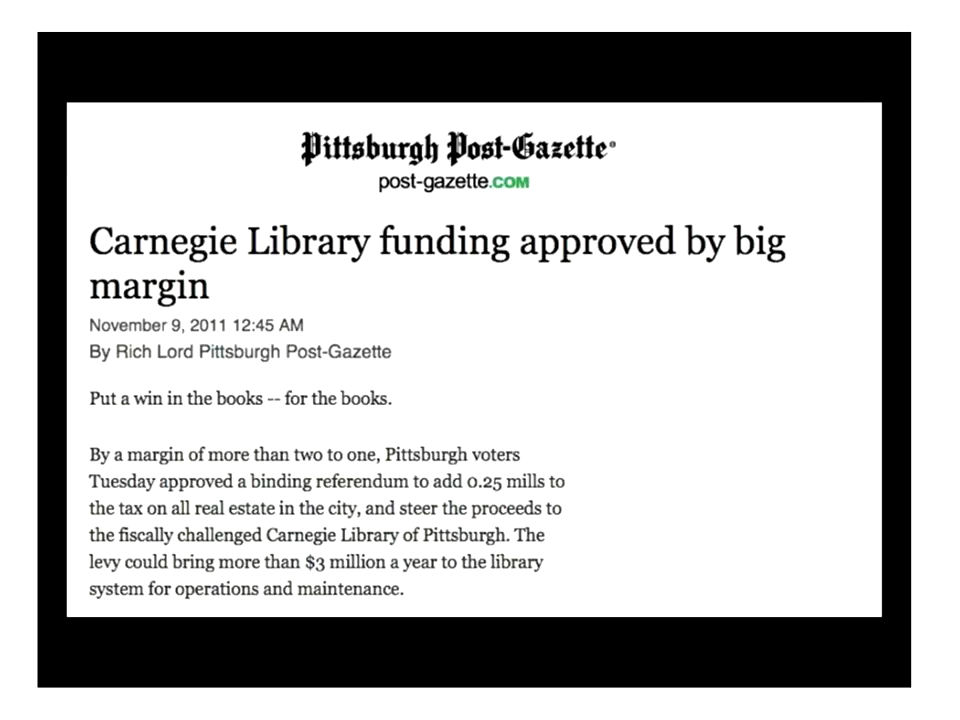 Pittsburgh Post-Gazette®
post-gazette.COM
Carnegie Library funding approved by big
margin
November 9, 2011 12:45 AM
By Rich Lord Pittsburgh Post-Gazette
Put a win in the books -- for the books.
By a margin of more than two to one, Pittsburgh voters
Tuesday approved a binding referendum to add 0.25 mills to
the tax on all real estate in the city, and steer the proceeds to
the fiscally challenged Carnegie Library of Pittsburgh. The
levy could bring more than $3 million a year to the library
system for operations and maintenance.